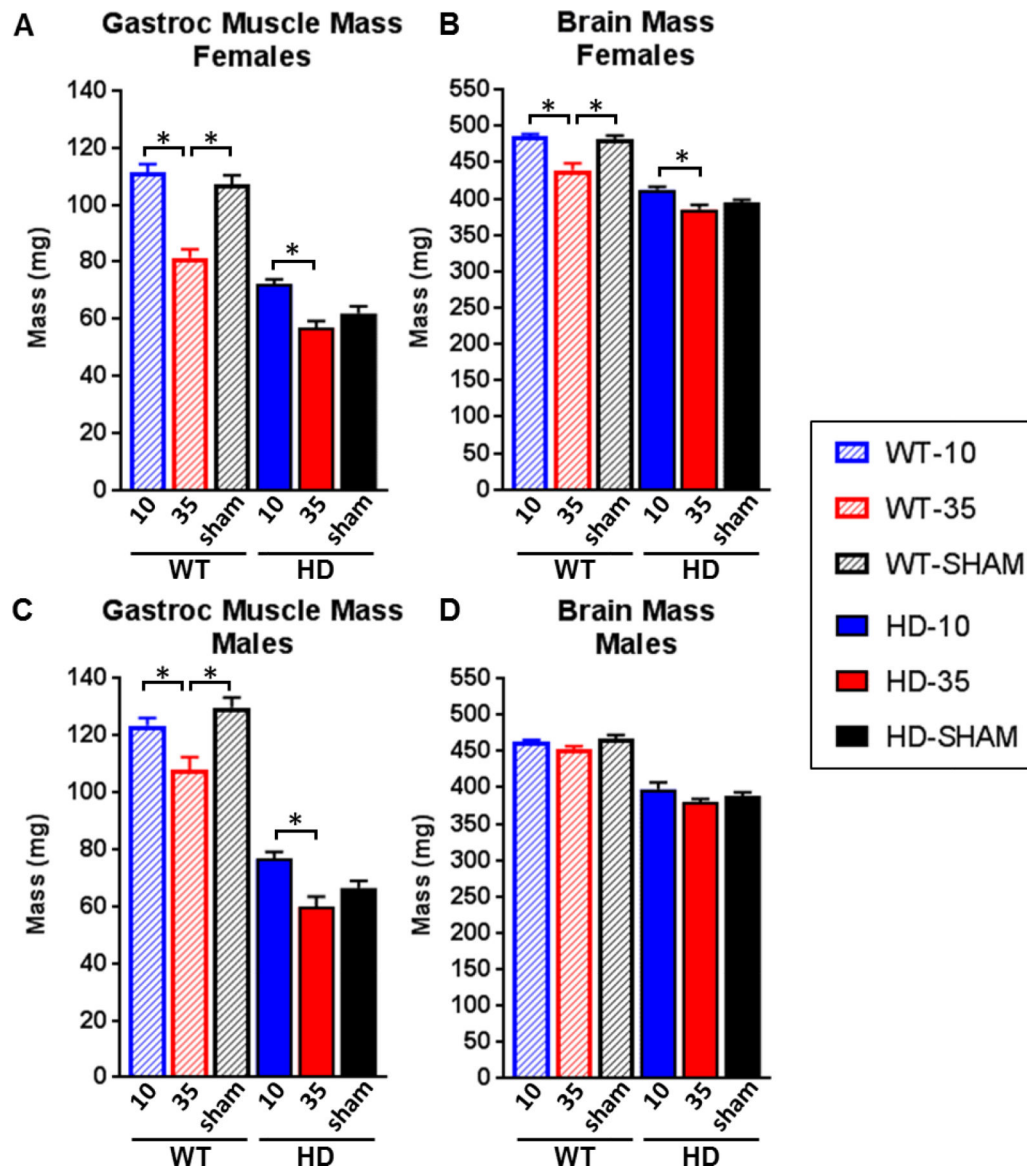 A
Gastroc Muscle Mass
Females
Mass (mg)
140
120
100
80
60
40
20
0
* * *
10 35 sham 10 35 sham
WT HD
B
Brain Mass
Females
Mass (mg)
550
500
450
400
350
300
250
200
150
100
50
0
* * *
10 35 sham 10 35 sham
WT HD
C
Gastroc Muscle Mass
Males
Mass (mg)
140
120
100
80
60
40
20
0
* * *
10 35 sham 10 35 sham
WT HD
D
Brain Mass
Males
Mass (mg)
550
500
450
400
350
300
250
200
150
100
50
0
10 35 sham 10 35 sham
WT HD
WT-10
WT-35
WT-SHAM
HD-10
HD-35
HD-SHAM